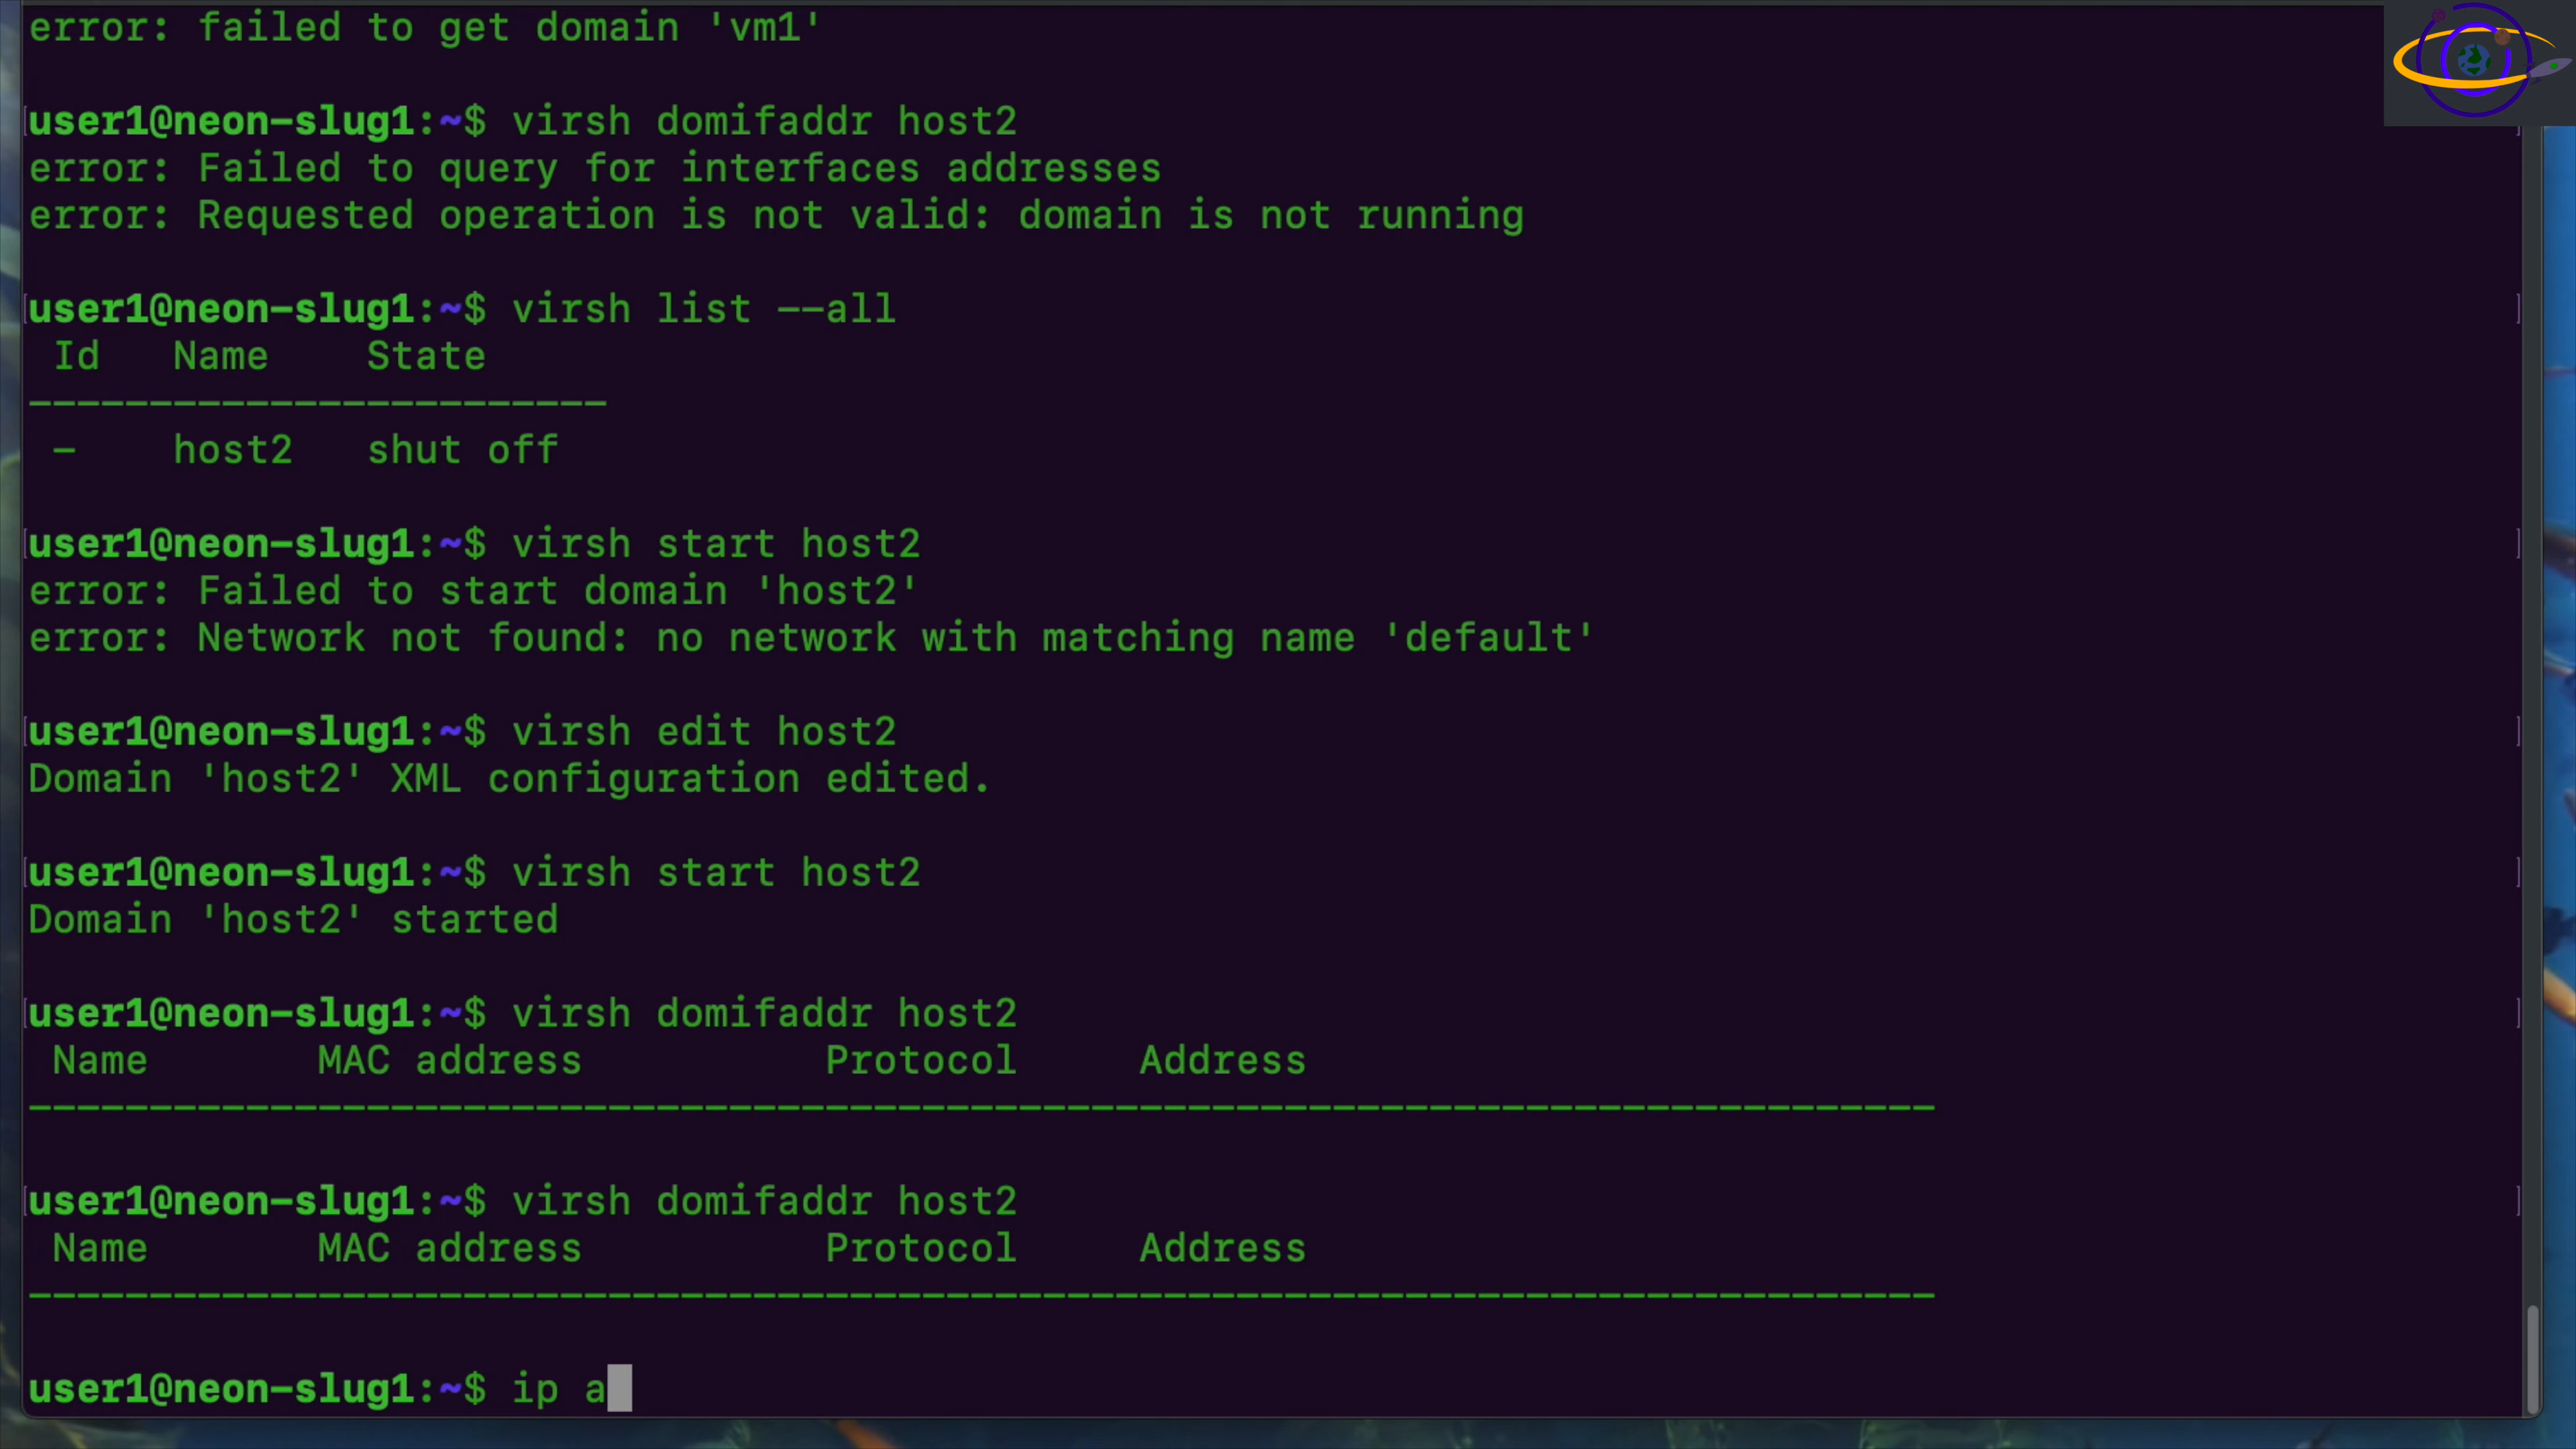 error: failed to get domain 'vm1'
user1@neon-slug1:~$ virsh domifaddr host2
error: Failed to query for interfaces addresses
error: Requested operation is not valid: domain is not running
user1@neon-slug1:~$ virsh list --all
Id Name State
------------------------
- host2 shut off
user1@neon-slug1:~$ virsh start host2
error: Failed to start domain 'host2'
error: Network not found: no network with matching name 'default'
user1@neon-slug1:~$ virsh edit host2
Domain 'host2' XML configuration edited.
user1@neon-slug1:~$ virsh start host2
Domain 'host2' started
user1@neon-slug1:~$ virsh domifaddr host2
Name MAC address Protocol Address
-------------------------------------------------------------------------------
user1@neon-slug1:~$ virsh domifaddr host2
Name MAC address Protocol Address
-------------------------------------------------------------------------------
user1@neon-slug1:~$ ip a